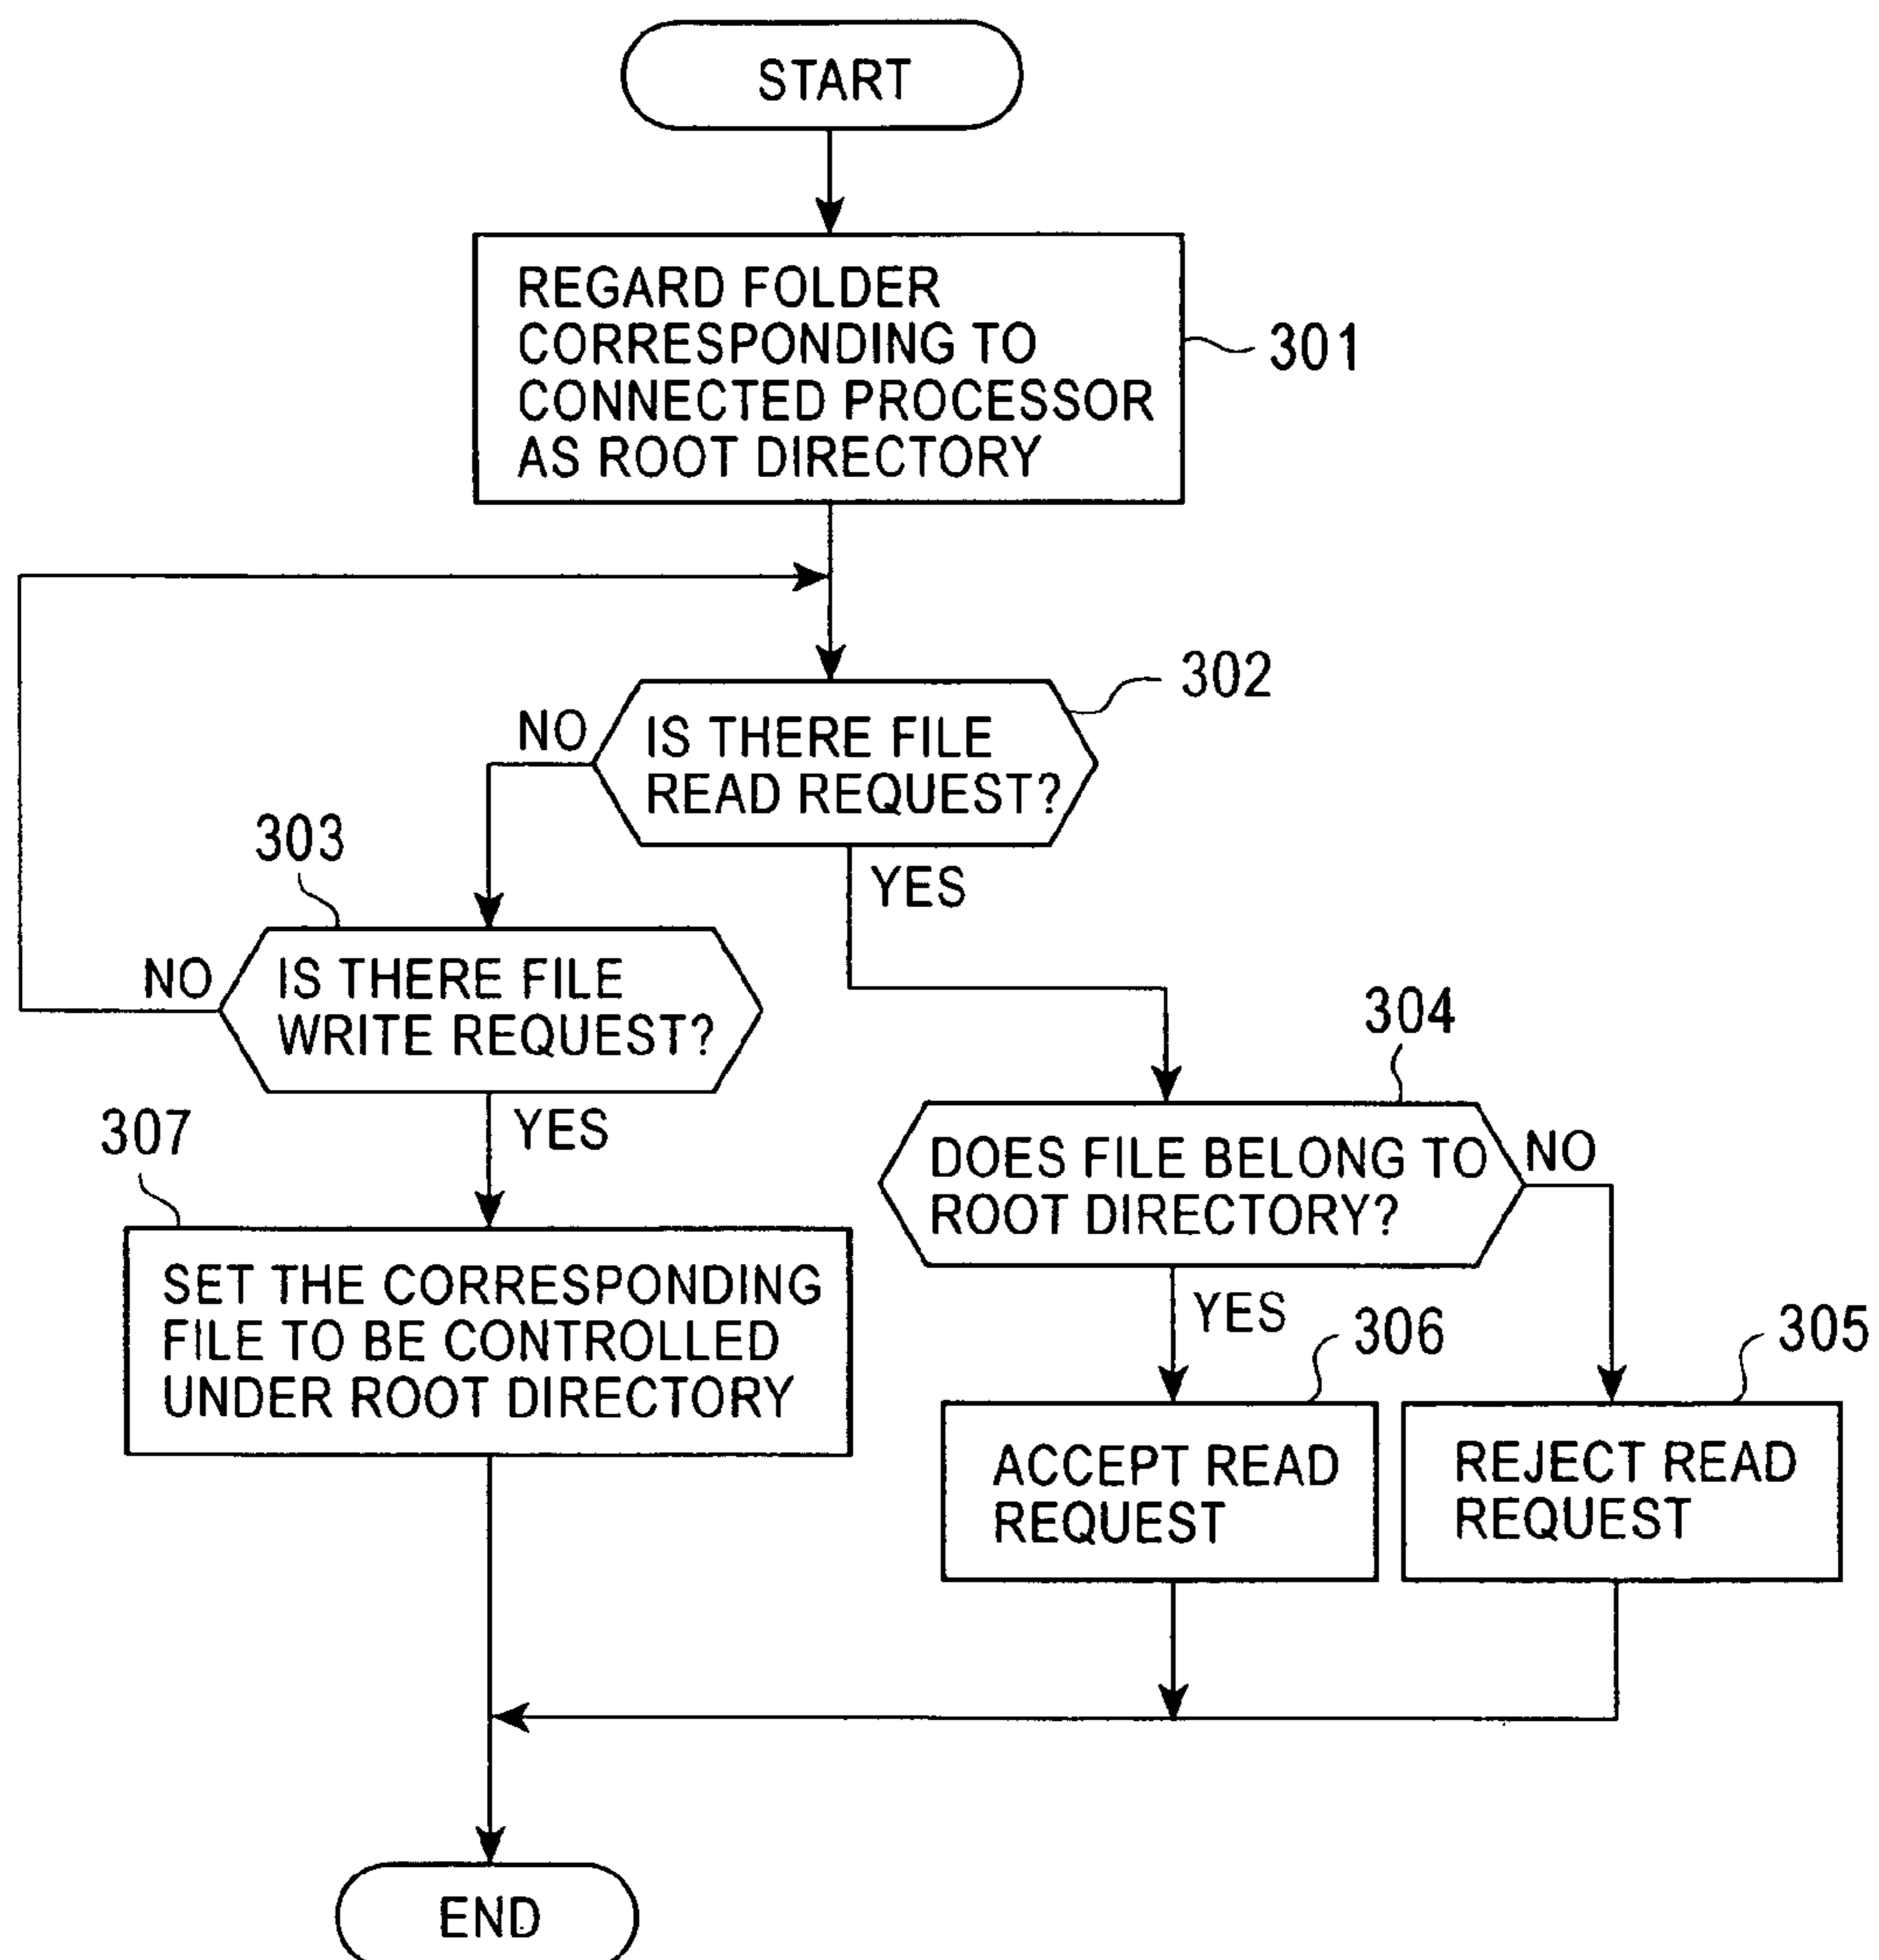 START
REGARD FOLDER
CORRESPONDING TO
CONNECTED PROCESSOR
AS ROOT DIRECTORY
301
302
NO
IS THERE FILE
READ REQUEST?
YES
303
NO
IS THERE FILE
WRITE REQUEST?
YES
304
DOES FILE BELONG TO
ROOT DIRECTORY?
NO
YES
307
SET THE CORRESPONDING
FILE TO BE CONTROLLED
UNDER ROOT DIRECTORY
306
ACCEPT READ
REQUEST
305
REJECT READ
REQUEST
END